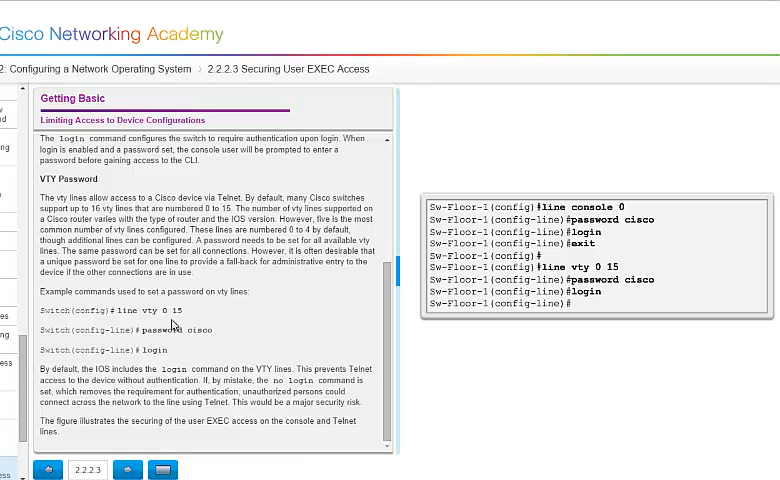 Cisco Networking Academy
2: Configuring a Network Operating System › 2.2.2.3 Securing User EXEC Access
Getting Basic
Limiting Access to Device Configurations
The login command configures the switch to require authentication upon login. When
login is enabled and a password set, the console user will be prompted to enter a
password before gaining access to the CLI.
VTY Password
The vty lines allow access to a Cisco device via Telnet. By default, many Cisco switches
support up to 16 vty lines that are numbered 0 to 15. The number of vty lines supported on
a Cisco router varies with the type of router and the IOS version. However, five is the most
common number of vty lines configured. These lines are numbered 0 to 4 by default,
though additional lines can be configured. A password needs to be set for all available vty
lines. The same password can be set for all connections. However, it is often desirable that
a unique password be set for one line to provide a fall-back for administrative entry to the
device if the other connections are in use.
Example commands used to set a password on vty lines:
Switch(config)# line vty 0 15
Switch(config-line)# password cisco
Switch(config-line)# login
By default, the IOS includes the login command on the VTY lines. This prevents Telnet
access to the device without authentication. If, by mistake, the no login command is
set, which removes the requirement for authentication, unauthorized persons could
connect across the network to the line using Telnet. This would be a major security risk.
The figure illustrates the securing of the user EXEC access on the console and Telnet
lines.
2.2.2.3
Sw-Floor-1(config)#line console 0
Sw-Floor-1(config-line)#password cisco
Sw-Floor-1(config-line)#login
Sw-Floor-1(config-line)#exit
Sw-Floor-1(config)#
Sw-Floor-1(config)#line vty 0 15
Sw-Floor-1(config-line)#password cisco
Sw-Floor-1(config-line)#login
Sw-Floor-1(config-line)#